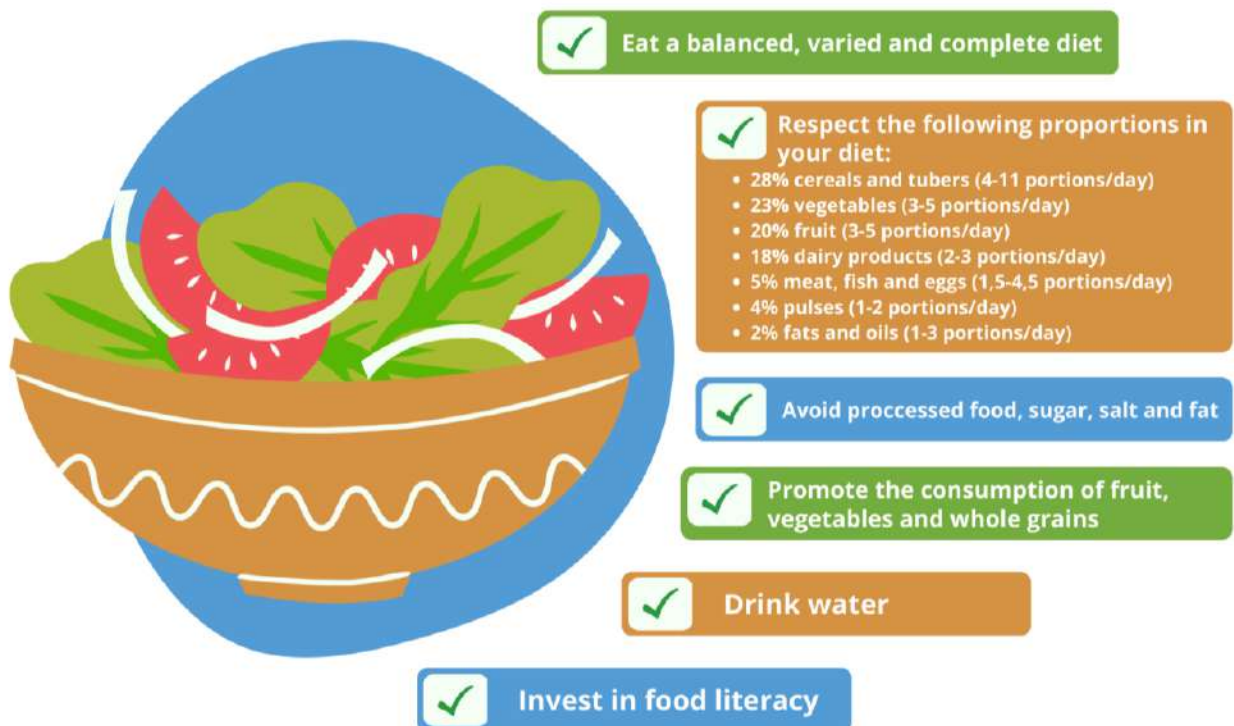 Eat a balanced, varied and complete diet
Respect the following proportions in
your diet:
• 28% cereals and tubers (4-11 portions/day)
• 23% vegetables (3-5 portions/day)
• 20% fruit (3-5 portions/day)
• 18% dairy products (2-3 portions/day)
• 5% meat, fish and eggs (1,5-4,5 portions/day)
• 4% pulses (1-2 portions/day)
• 2% fats and oils (1-3 portions/day)
Avoid proccessed food, sugar, salt and fat
Promote the consumption of fruit,
vegetables and whole grains
Drink water
Invest in food literacy